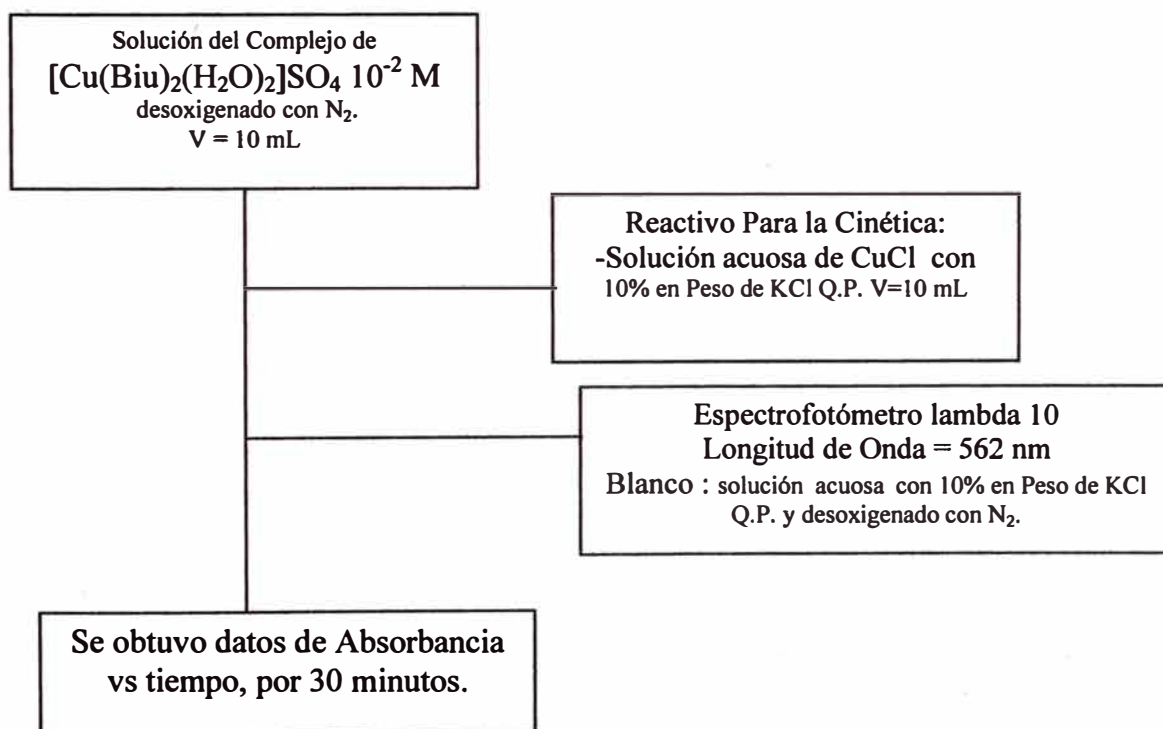 Solución del Complejo de
[Cu(Biu)₂(H₂O)₂]SO₄ 10⁻² M
desoxigenado con N₂.
V = 10 mL
Reactivo Para la Cinética:
-Solución acuosa de CuCl con
10% en Peso de KCl Q.P. V=10 mL
Espectrofotómetro lambda 10
Longitud de Onda = 562 nm
Blanco : solución acuosa con 10% en Peso de KCl
Q.P. y desoxigenado con N₂.
Se obtuvo datos de Absorbancia
vs tiempo, por 30 minutos.